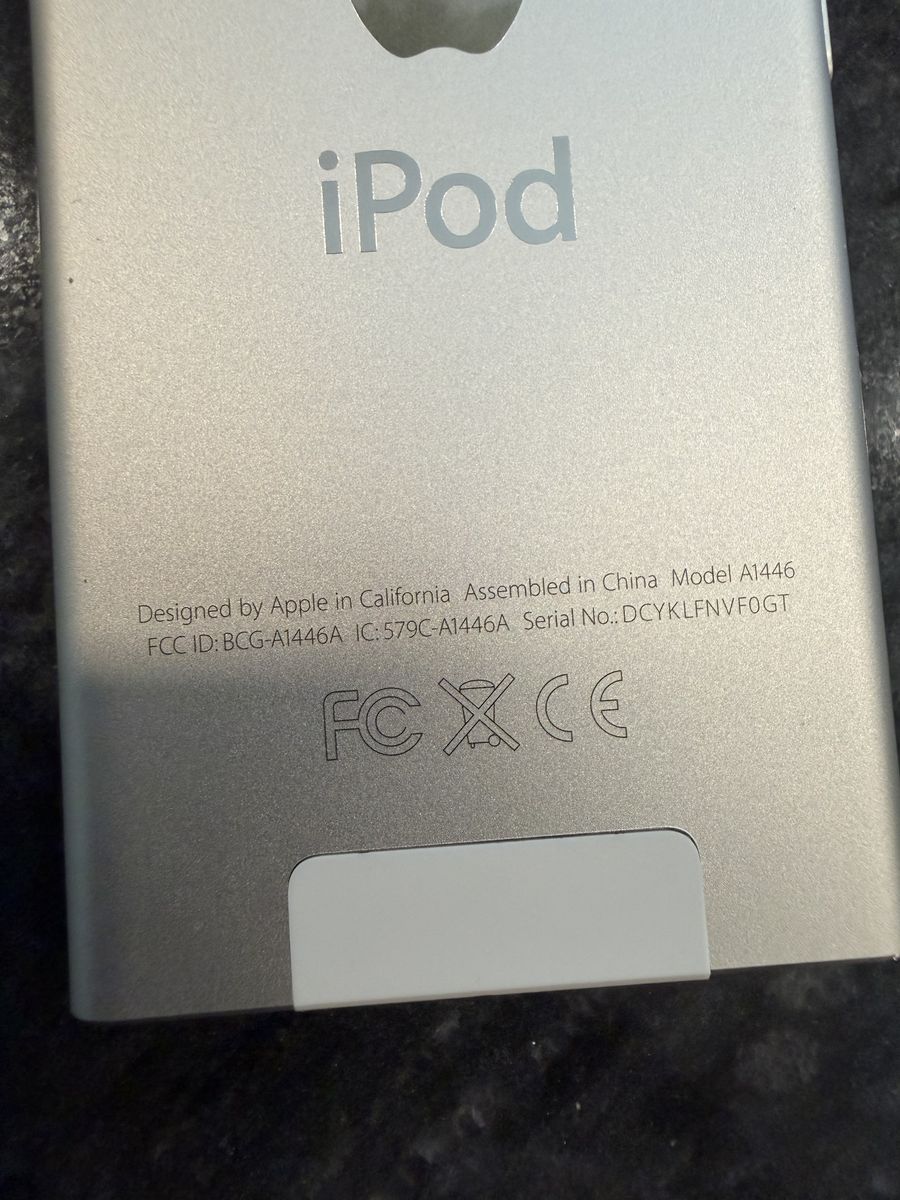 iPod
Designed by Apple in California Assembled in China Model A1446
FCC ID: BCG-A1446A IC: 579C-A1446A Serial No.: DCYKLFNVF0GT
FC CE